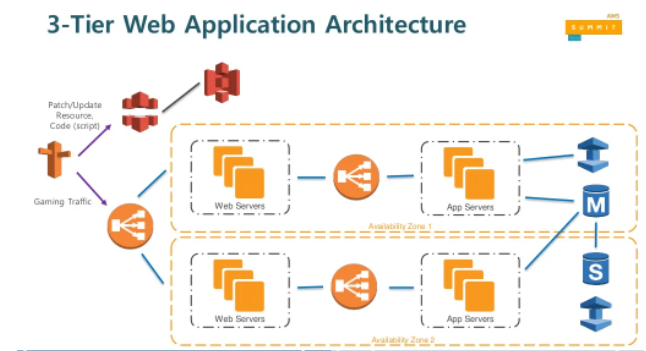 3-Tier Web Application Architecture
AWS
SUMMIT
Patch/Update
Resource,
Code (script)
Gaming Traffic
Web Servers
App Servers
M
Availability Zone 1
S
Web Servers
App Servers
Availability Zone 2